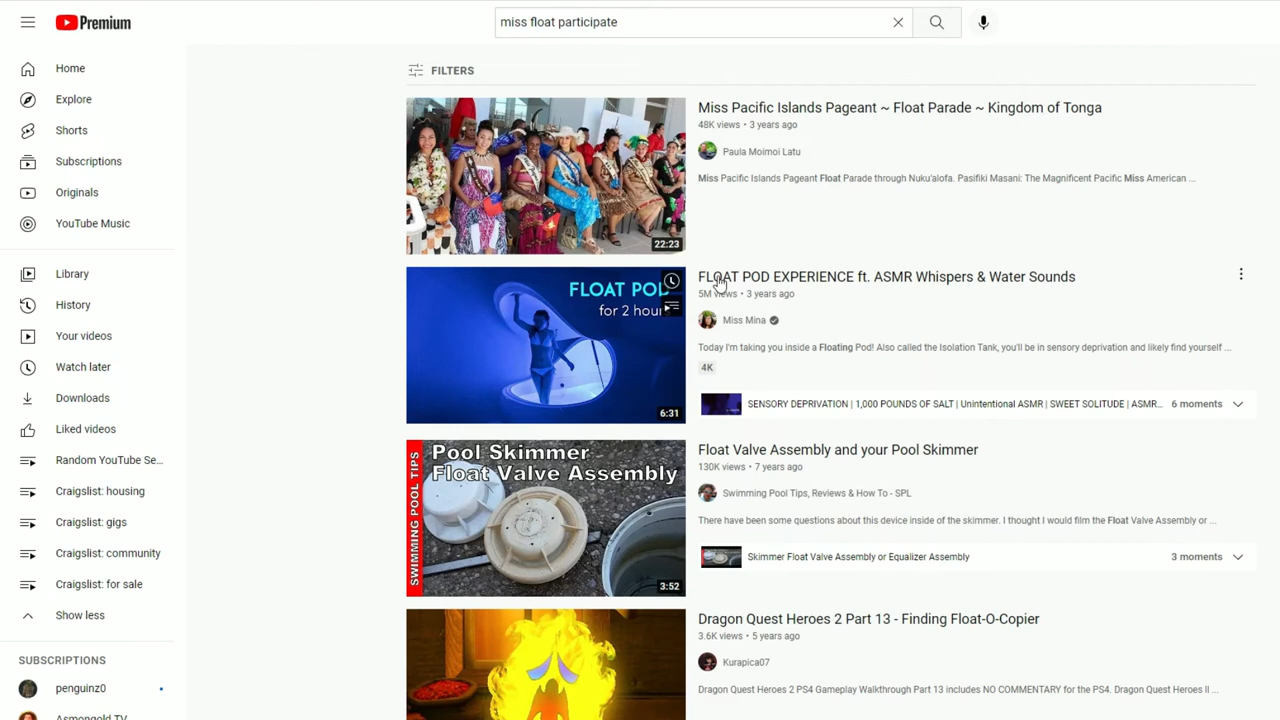 Premium
miss float participate
Home
Explore
Shorts
Subscriptions
Originals
YouTube Music
Library
History
Your videos
Watch later
Downloads
Liked videos
Random YouTube Se...
Craigslist: housing
Craigslist: gigs
Craigslist: community
Craigslist: for sale
Show less
SUBSCRIPTIONS
penguinz0
Asmongold TV
FILTERS
22:23
Miss Pacific Islands Pageant ~ Float Parade ~ Kingdom of Tonga
48K views • 3 years ago
Paula Moimoi Latu
Miss Pacific Islands Pageant Float Parade through Nuku'alofa. Pasifiki Masani: The Magnificent Pacific Miss American ...
FLOAT POD
for 2 hour
6:31
FLOAT POD EXPERIENCE ft. ASMR Whispers & Water Sounds
5M views • 3 years ago
Miss Mina
Today I'm taking you inside a Floating Pod! Also called the Isolation Tank, you'll be in sensory deprivation and likely find yourself ...
4K
SENSORY DEPRIVATION | 1,000 POUNDS OF SALT | Unintentional ASMR | SWEET SOLITUDE | ASMR... 6 moments
SWIMMING POOL TIPS
Pool Skimmer
Float Valve Assembly
3:52
Float Valve Assembly and your Pool Skimmer
130K views • 7 years ago
Swimming Pool Tips, Reviews & How To - SPL
There have been some questions about this device inside of the skimmer. I thought I would film the Float Valve Assembly or ...
Skimmer Float Valve Assembly or Equalizer Assembly 3 moments
Dragon Quest Heroes 2 Part 13 - Finding Float-O-Copier
3.6K views • 5 years ago
Kurapica07
Dragon Quest Heroes 2 PS4 Gameplay Walkthrough Part 13 includes NO COMMENTARY for the PS4. Dragon Quest Heroes II ...